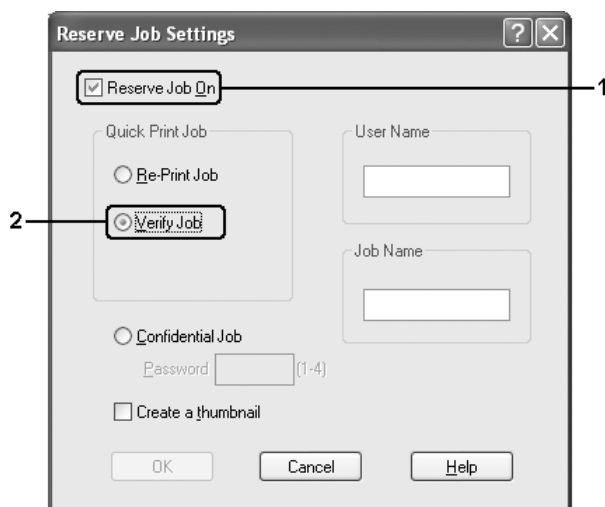 Reserve Job Settings
Reserve Job On
1
Quick Print Job
User Name
Re-Print Job
2
Verify Job
Job Name
Confidential Job
Password
(1-4)
Create a thumbnail
OK
Cancel
Help